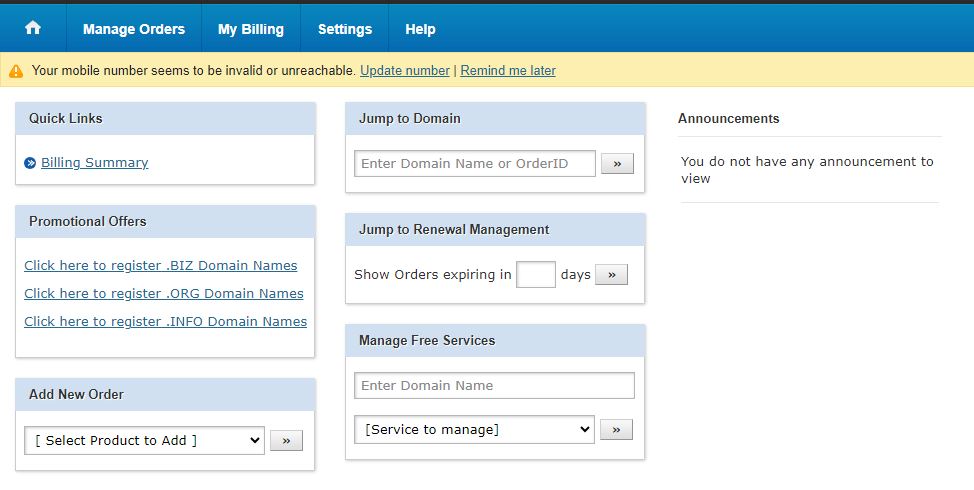 Manage Orders My Billing Settings Help
Your mobile number seems to be invalid or unreachable. Update number | Remind me later
Quick Links
Billing Summary
Promotional Offers
Click here to register .BIZ Domain Names
Click here to register .ORG Domain Names
Click here to register .INFO Domain Names
Add New Order
[ Select Product to Add ] »
Jump to Domain
Enter Domain Name or OrderID »
Jump to Renewal Management
Show Orders expiring in days »
Manage Free Services
Enter Domain Name
[Service to manage] »
Announcements
You do not have any announcement to
view